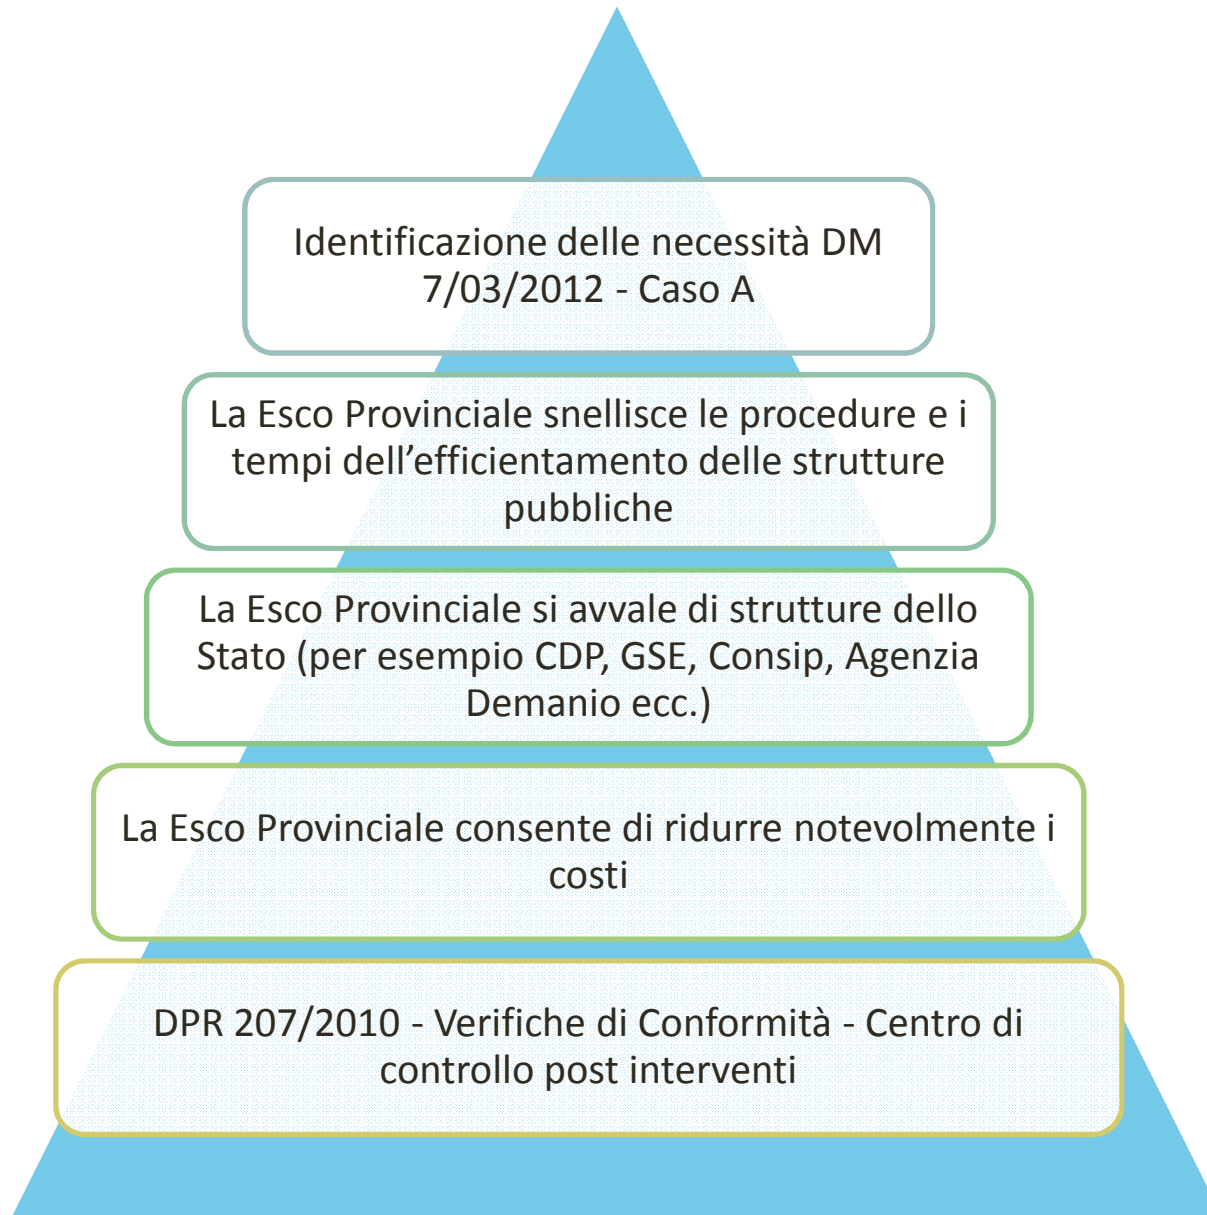 Identificazione delle necessità DM
7/03/2012 - Caso A
La Esco Provinciale snellisce le procedure e i
tempi dell’efficientamento delle strutture
pubbliche
La Esco Provinciale si avvale di strutture dello
Stato (per esempio CDP, GSE, Consip, Agenzia
Demanio ecc.)
La Esco Provinciale consente di ridurre notevolmente i
costi
DPR 207/2010 - Verifiche di Conformità - Centro di
controllo post interventi